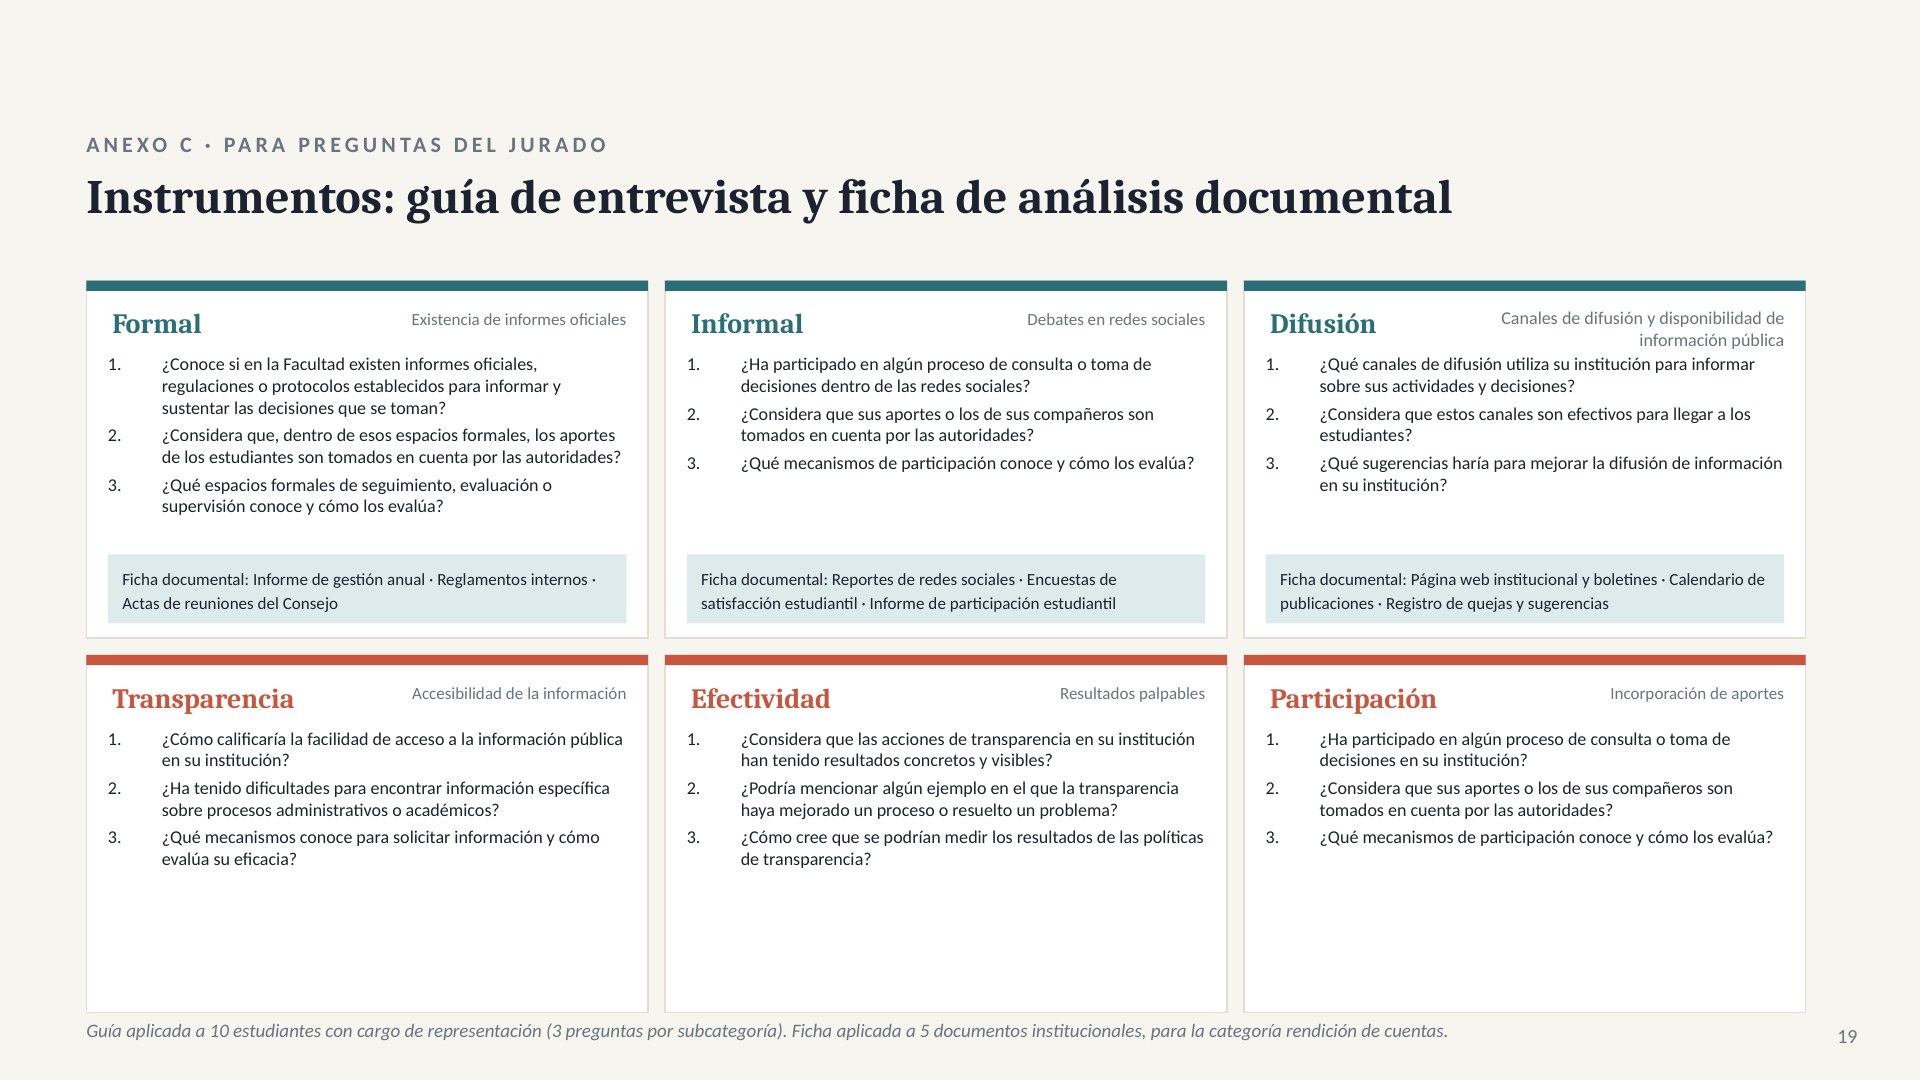 ANEXO C · PARA PREGUNTAS DEL JURADO
Instrumentos: guía de entrevista y ficha de análisis documental
Formal
Existencia de informes oficiales
1. ¿Conoce si en la Facultad existen informes oficiales,
regulaciones o protocolos establecidos para informar y
sustentar las decisiones que se toman?
2. ¿Considera que, dentro de esos espacios formales, los aportes
de los estudiantes son tomados en cuenta por las autoridades?
3. ¿Qué espacios formales de seguimiento, evaluación o
supervisión conoce y cómo los evalúa?
Ficha documental: Informe de gestión anual · Reglamentos internos ·
Actas de reuniones del Consejo
Informal
Debates en redes sociales
1. ¿Ha participado en algún proceso de consulta o toma de
decisiones dentro de las redes sociales?
2. ¿Considera que sus aportes o los de sus compañeros son
tomados en cuenta por las autoridades?
3. ¿Qué mecanismos de participación conoce y cómo los evalúa?
Ficha documental: Reportes de redes sociales · Encuestas de
satisfacción estudiantil · Informe de participación estudiantil
Difusión
Canales de difusión y disponibilidad de
información pública
1. ¿Qué canales de difusión utiliza su institución para informar
sobre sus actividades y decisiones?
2. ¿Considera que estos canales son efectivos para llegar a los
estudiantes?
3. ¿Qué sugerencias haría para mejorar la difusión de información
en su institución?
Ficha documental: Página web institucional y boletines · Calendario de
publicaciones · Registro de quejas y sugerencias
Transparencia
Accesibilidad de la información
1. ¿Cómo calificaría la facilidad de acceso a la información pública
en su institución?
2. ¿Ha tenido dificultades para encontrar información específica
sobre procesos administrativos o académicos?
3. ¿Qué mecanismos conoce para solicitar información y cómo
evalúa su eficacia?
Efectividad
Resultados palpables
1. ¿Considera que las acciones de transparencia en su institución
han tenido resultados concretos y visibles?
2. ¿Podría mencionar algún ejemplo en el que la transparencia
haya mejorado un proceso o resuelto un problema?
3. ¿Cómo cree que se podrían medir los resultados de las políticas
de transparencia?
Participación
Incorporación de aportes
1. ¿Ha participado en algún proceso de consulta o toma de
decisiones en su institución?
2. ¿Considera que sus aportes o los de sus compañeros son
tomados en cuenta por las autoridades?
3. ¿Qué mecanismos de participación conoce y cómo los evalúa?
Guía aplicada a 10 estudiantes con cargo de representación (3 preguntas por subcategoría). Ficha aplicada a 5 documentos institucionales, para la categoría rendición de cuentas.
19